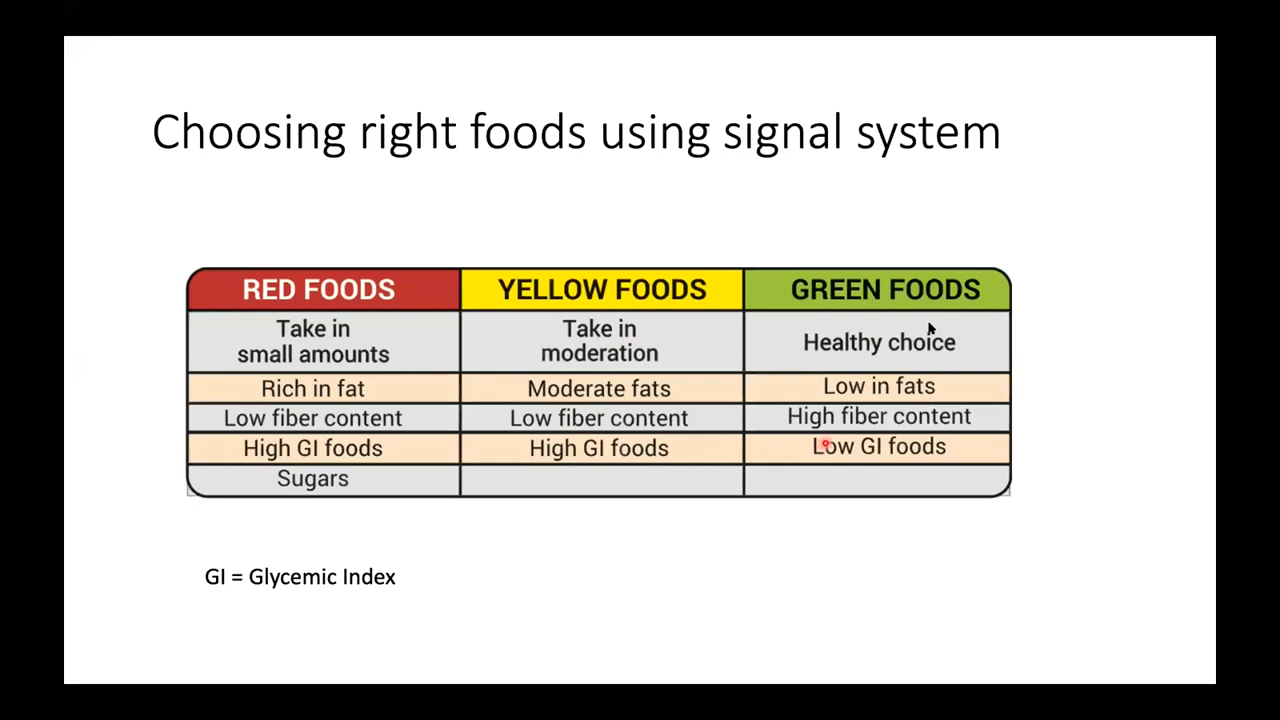 Choosing right foods using signal system
RED FOODS YELLOW FOODS GREEN FOODS
Take in
small amounts
Take in
moderation
Healthy choice
Rich in fat Moderate fats Low in fats
Low fiber content Low fiber content High fiber content
High GI foods High GI foods Low GI foods
Sugars
GI = Glycemic Index